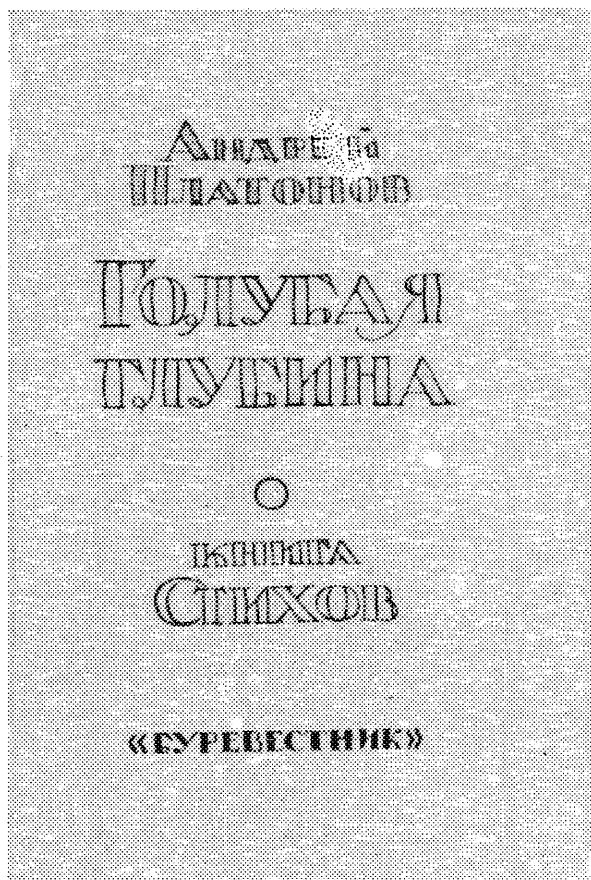 Андрей
Платонов
Голубая
глубина
книга
Стихов
«БУРЕВЕСТНИК»